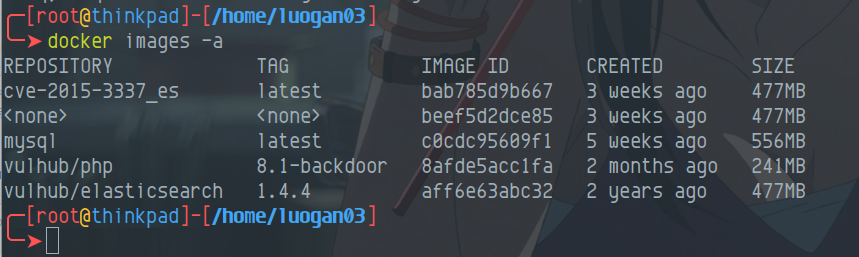 [root@thinkpad]-[/home/luogan03]
docker images -a
REPOSITORY TAG IMAGE ID CREATED SIZE
cve-2015-3337_es latest bab785d9b667 3 weeks ago 477MB
<none> <none> beef5d2dce85 3 weeks ago 477MB
mysql latest c0cdc95609f1 5 weeks ago 556MB
vulhub/php 8.1-backdoor 8afde5acc1fa 2 months ago 241MB
vulhub/elasticsearch 1.4.4 aff6e63abc32 2 years ago 477MB
[root@thinkpad]-[/home/luogan03]